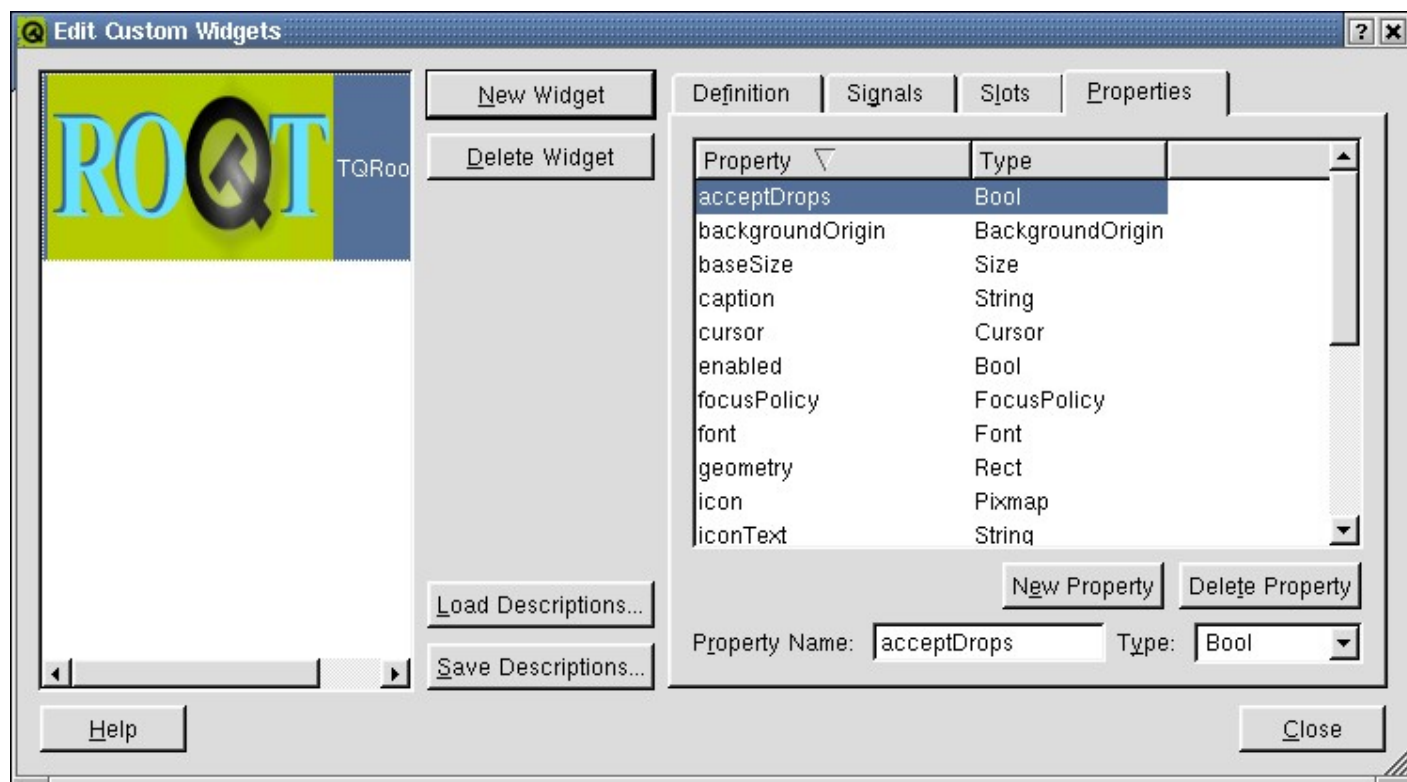 Edit Custom Widgets
ROQT
TQRoo
New Widget
Delete Widget
Load Descriptions...
Save Descriptions...
Definition Signals Slots Properties
Property Type
acceptDrops Bool
backgroundOrigin BackgroundOrigin
baseSize Size
caption String
cursor Cursor
enabled Bool
focusPolicy FocusPolicy
font Font
geometry Rect
icon Pixmap
iconText String
New Property Delete Property
Property Name: acceptDrops Type: Bool
Help Close